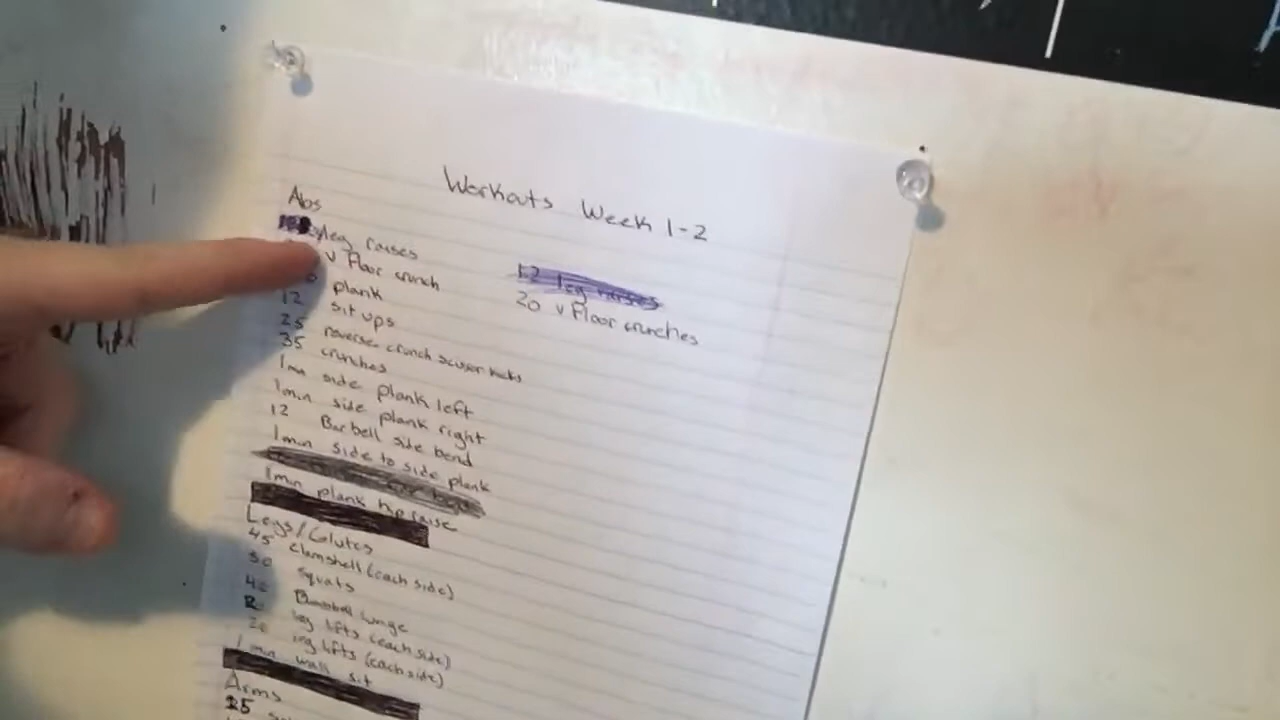 Workouts Week 1-2
Abs
leg raises
v Floor crunch
plank
12 sit ups
25 reverse crunch scissor kicks
35 crunches
1min side plank left
1min side plank right
12 Barbell side bend
1min side to side plank
1min plank hip raise
12 leg raises
20 v Floor crunches
Legs/Glutes
45 clamshell (each side)
30 squats
40 lunge
20 leg lifts (each side)
20 leg lifts (each side)
1 min wall sit
Arms
25